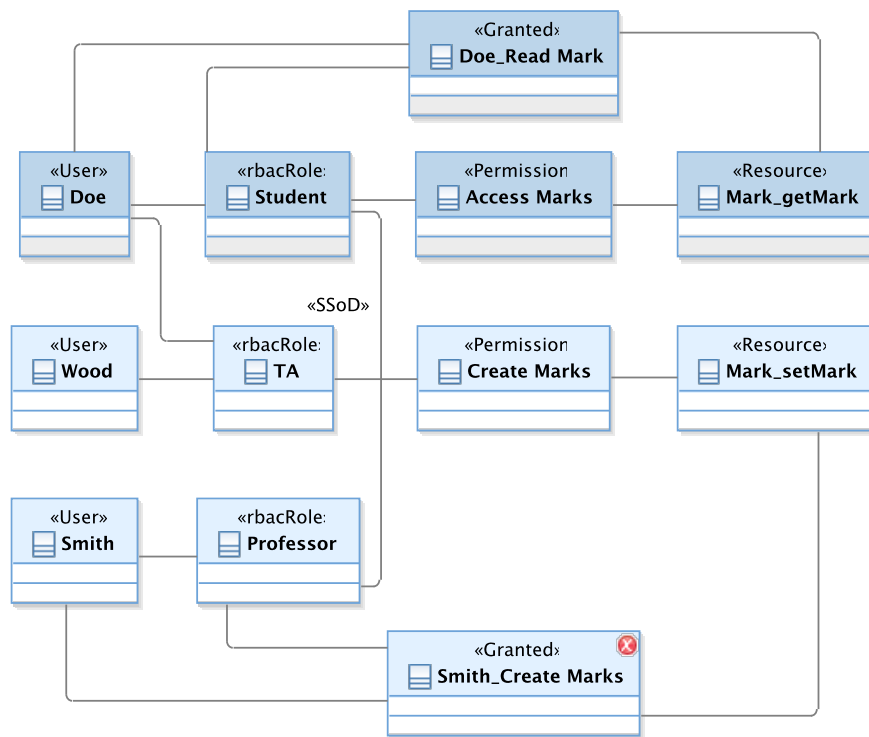 «Granted›
Doe_Read Mark
«User»
Doe
«rbacRole:
Student
«Permission
Access Marks
«Resource›
Mark_getMark
«SSoD»
«User»
Wood
«rbacRole:
TA
«Permission
Create Marks
«Resource›
Mark_setMark
«User»
Smith
«rbacRole:
Professor
«Granted›
Smith_Create Marks